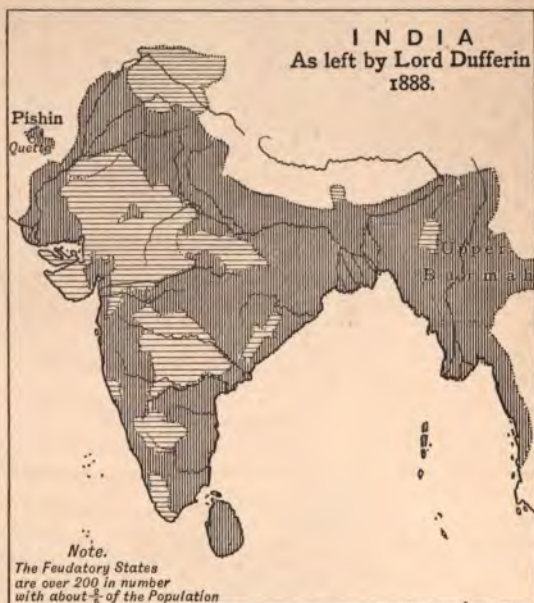 INDIA
As left by Lord Dufferin
1888.
Pishin
Quetta
Upper
Burmah
Note.
The Feudatory States
are over 200 in number
with about of the Population